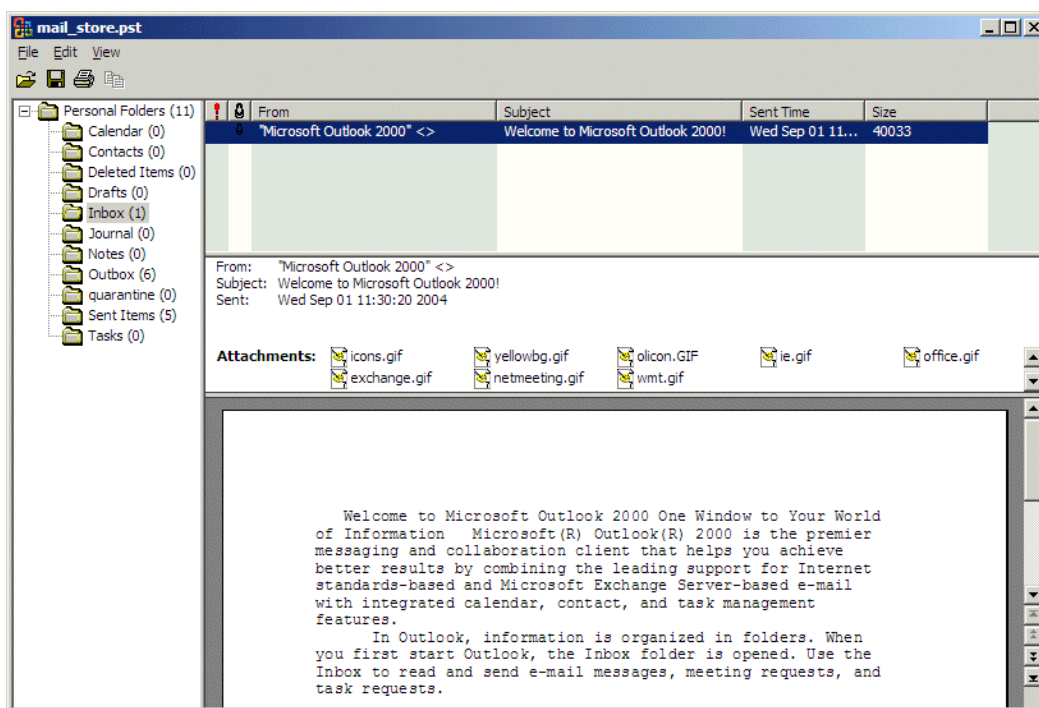 mail_store.pst
File Edit View
Personal Folders (11)
Calendar (0)
Contacts (0)
Deleted Items (0)
Drafts (0)
Inbox (1)
Journal (0)
Notes (0)
Outbox (6)
quarantine (0)
Sent Items (5)
Tasks (0)
From Subject Sent Time Size
"Microsoft Outlook 2000" <> Welcome to Microsoft Outlook 2000! Wed Sep 01 11... 40033
From: "Microsoft Outlook 2000" <>
Subject: Welcome to Microsoft Outlook 2000!
Sent: Wed Sep 01 11:30:20 2004
Attachments: icons.gif yellowbg.gif olicon.GIF ie.gif office.gif
exchange.gif netmeeting.gif wmt.gif
Welcome to Microsoft Outlook 2000 One Window to Your World
of Information Microsoft(R) Outlook(R) 2000 is the premier
messaging and collaboration client that helps you achieve
better results by combining the leading support for Internet
standards-based and Microsoft Exchange Server-based e-mail
with integrated calendar, contact, and task management
features.
In Outlook, information is organized in folders. When
you first start Outlook, the Inbox folder is opened. Use the
Inbox to read and send e-mail messages, meeting requests, and
task requests.